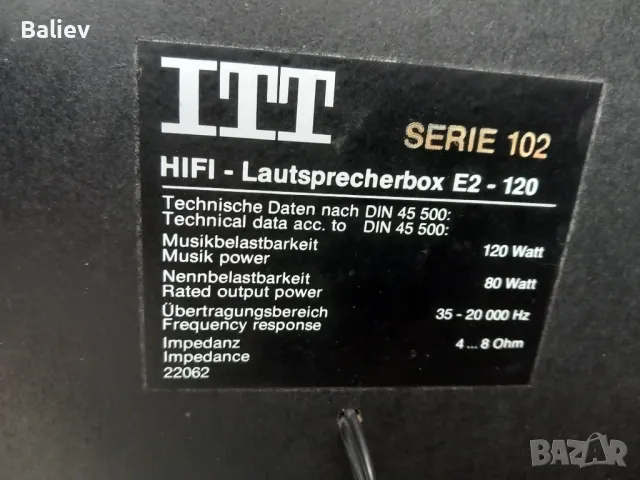 Baliev
ITT
SERIE 102
HIFI - Lautsprecherbox E2 - 120
Technische Daten nach DIN 45 500:
Technical data acc. to DIN 45 500:
Musikbelastbarkeit 120 Watt
Musik power
Nennbelastbarkeit 80 Watt
Rated output power
Übertragungsbereich 35 - 20 000 Hz
Frequency response
Impedanz 4 ... 8 Ohm
Impedance
22062
BAZAR
bg